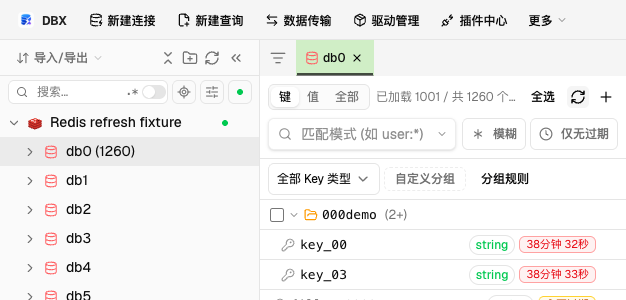 DBX 新建连接 新建查询 数据传输 驱动管理 插件中心 更多
导入/导出
db0
搜索... .*
键 值 全部 已加载 1001 / 共 1260 个... 全选
Redis refresh fixture
匹配模式 (如 user:*) 模糊 仅无过期
db0 (1260)
db1
全部 Key 类型 自定义分组 分组规则
db2
000demo (2+)
db3
key_00 string 38分钟 32秒
db4
key_03 string 38分钟 33秒
db5